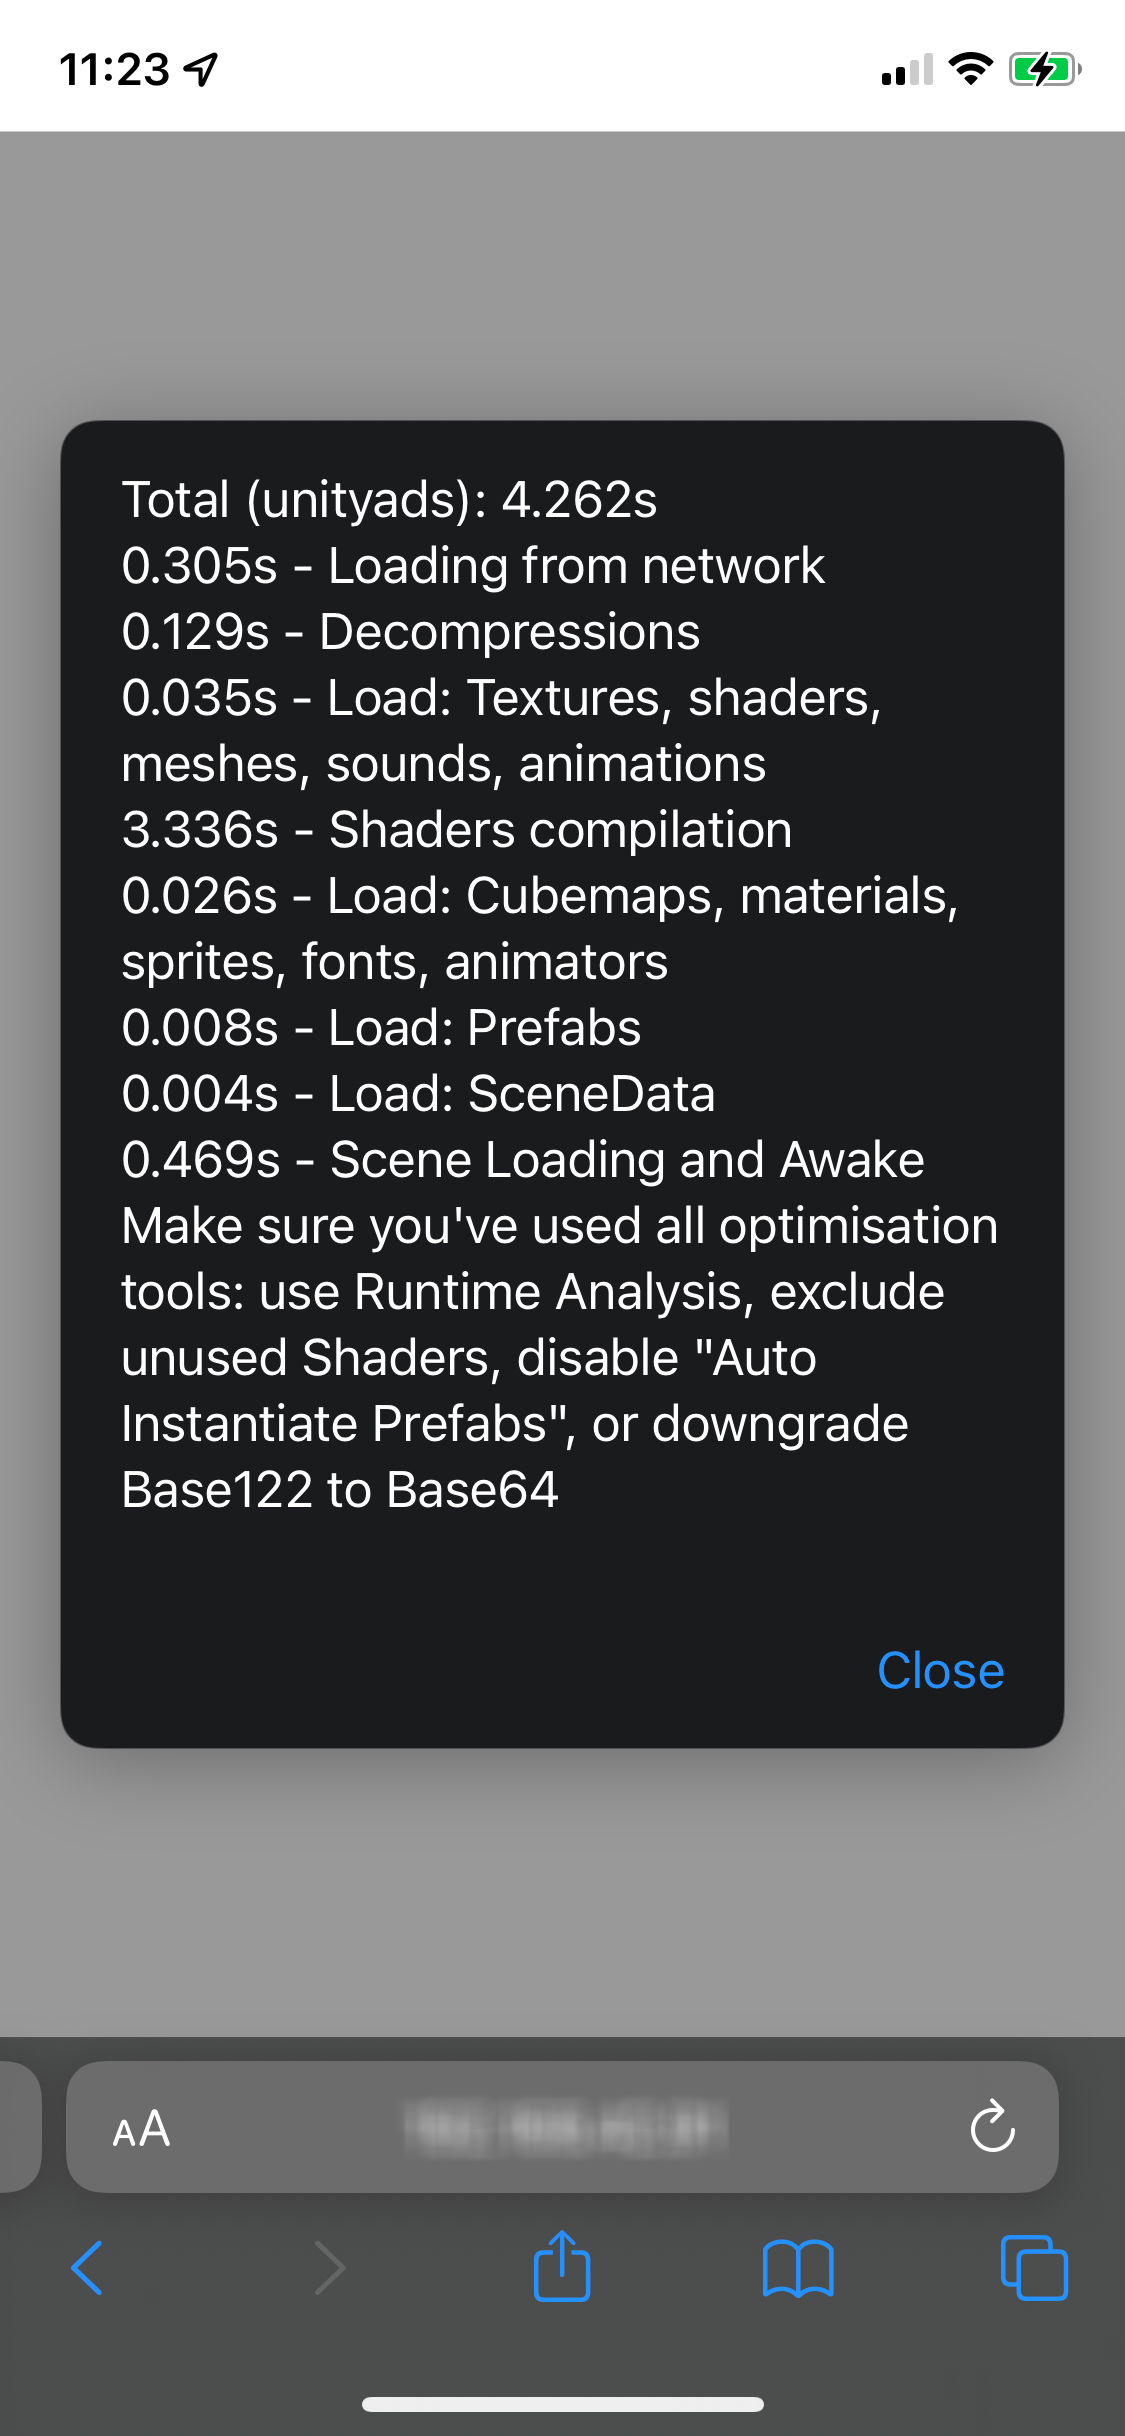 11:23
Total (unityads): 4.262s
0.305s - Loading from network
0.129s - Decompressions
0.035s - Load: Textures, shaders,
meshes, sounds, animations
3.336s - Shaders compilation
0.026s - Load: Cubemaps, materials,
sprites, fonts, animators
0.008s - Load: Prefabs
0.004s - Load: SceneData
0.469s - Scene Loading and Awake
Make sure you've used all optimisation
tools: use Runtime Analysis, exclude
unused Shaders, disable "Auto
Instantiate Prefabs", or downgrade
Base122 to Base64
Close
AA